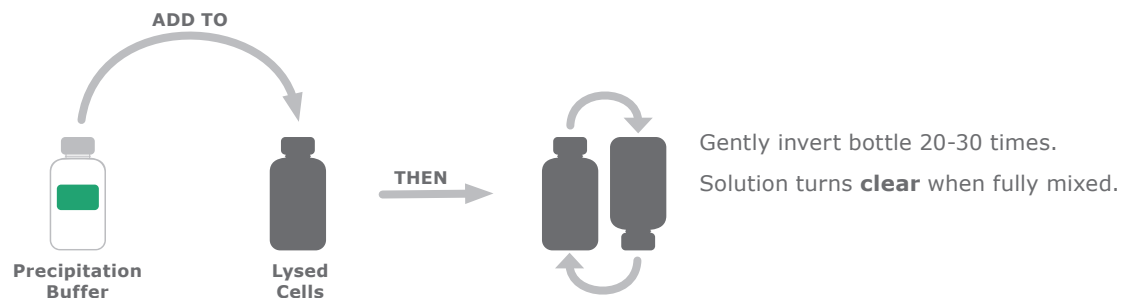 ADD TO
Precipitation
Buffer
Lysed
Cells
THEN
Gently invert bottle 20-30 times.
Solution turns clear when fully mixed.